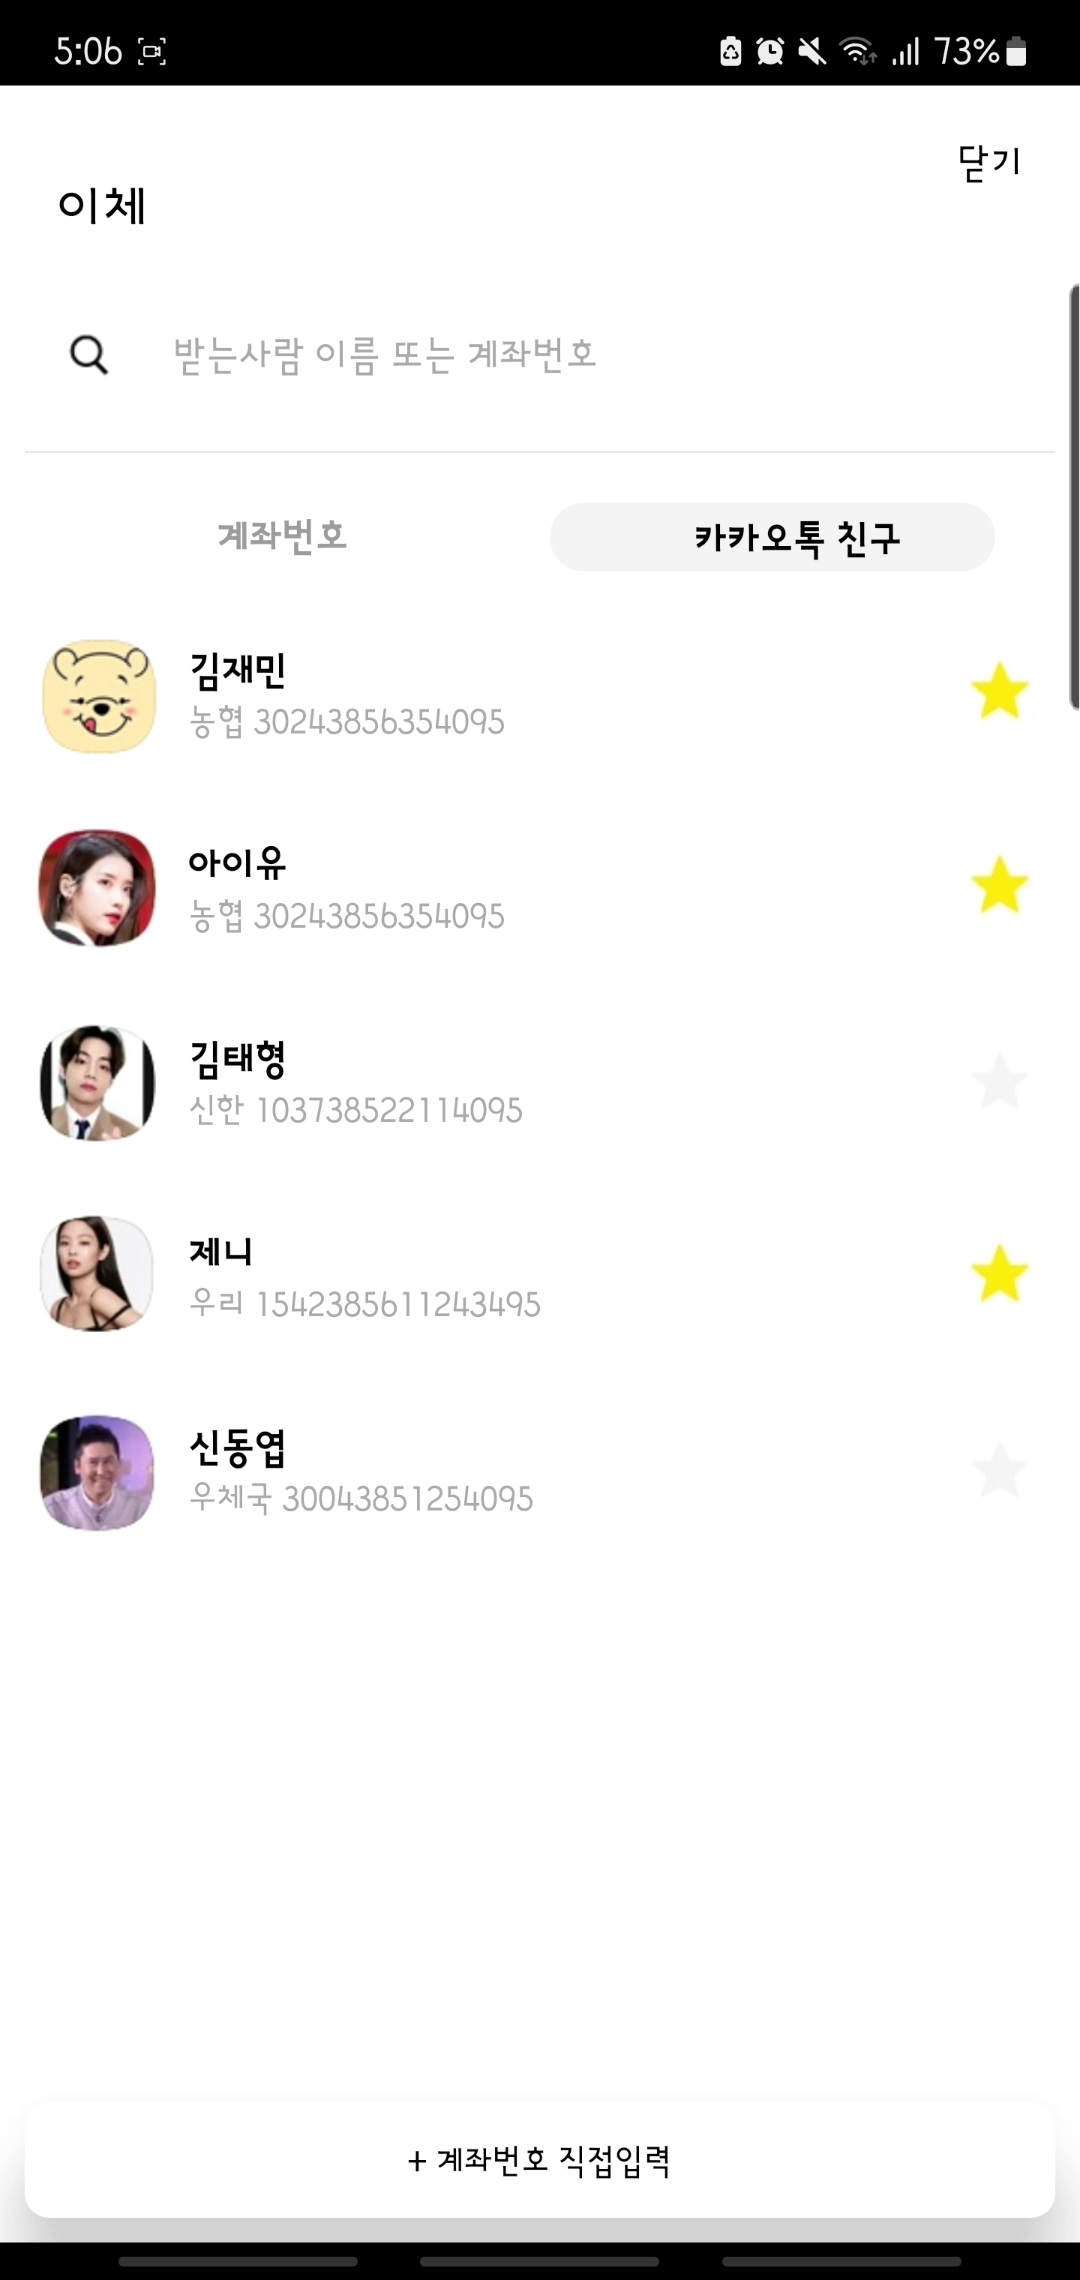 5:06 73%
닫기
이체
받는사람 이름 또는 계좌번호
계좌번호 카카오톡 친구
김재민
농협 30243856354095
아이유
농협 30243856354095
김태형
신한 103738522114095
제니
우리 1542385611243495
신동엽
우체국 30043851254095
+ 계좌번호 직접입력